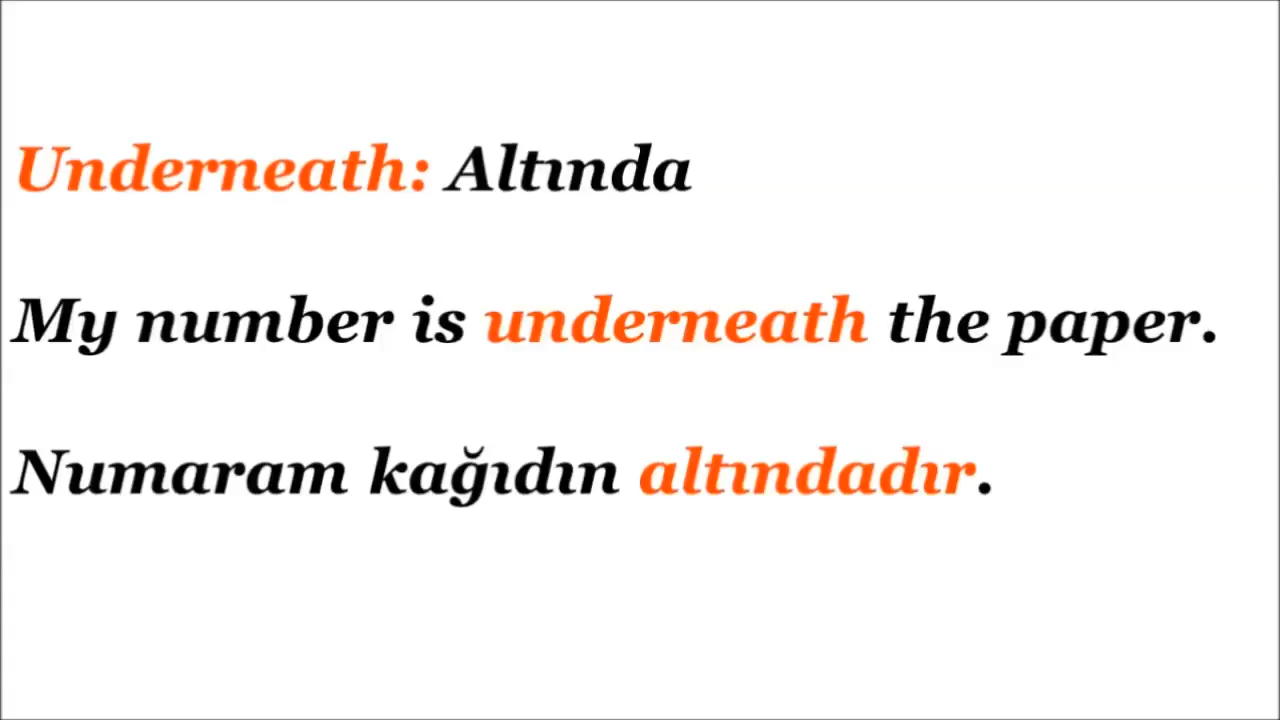 Underneath: Altında
My number is underneath the paper.
Numaram kağıdın altındadır.